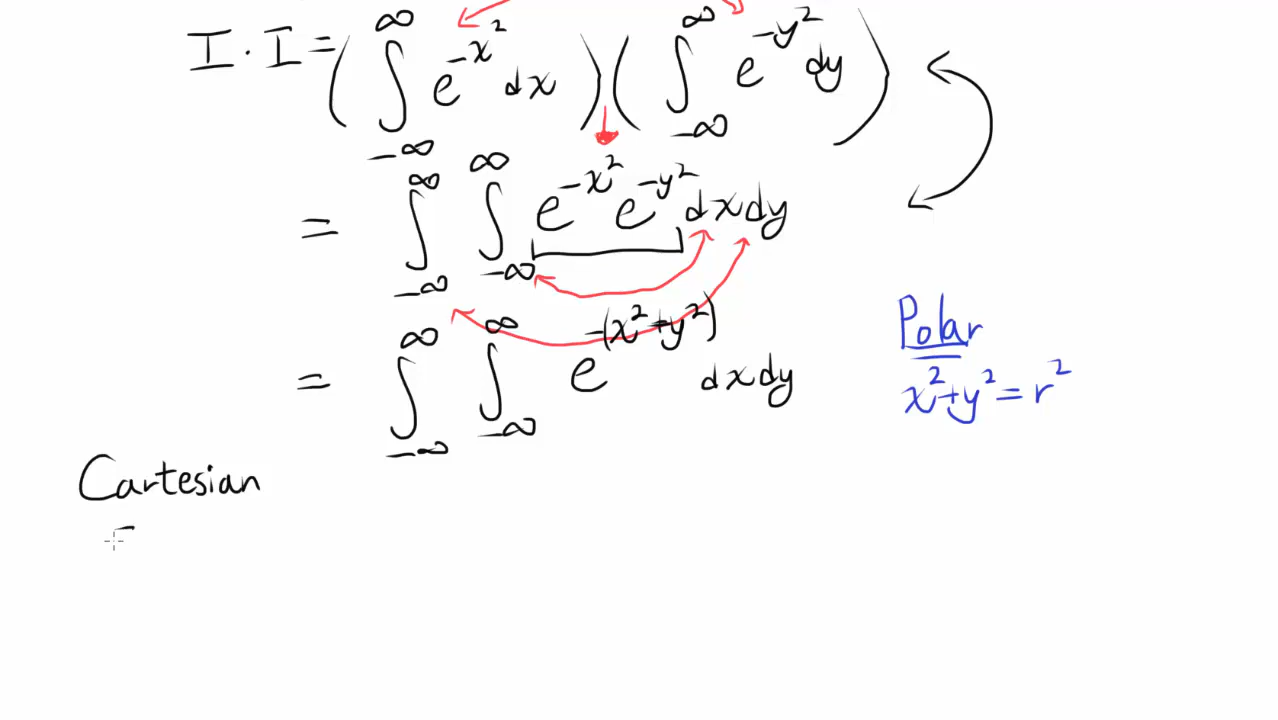 I · I = ( ∫_{-∞}^{∞} e^{-x²} dx ) ( ∫_{-∞}^{∞} e^{-y²} dy )
= ∫_{-∞}^{∞} ∫_{-∞}^{∞} e^{-x²} e^{-y²} dx dy
= ∫_{-∞}^{∞} ∫_{-∞}^{∞} e^{-(x²+y²)} dx dy
Polar
x²+y² = r²
Cartesian